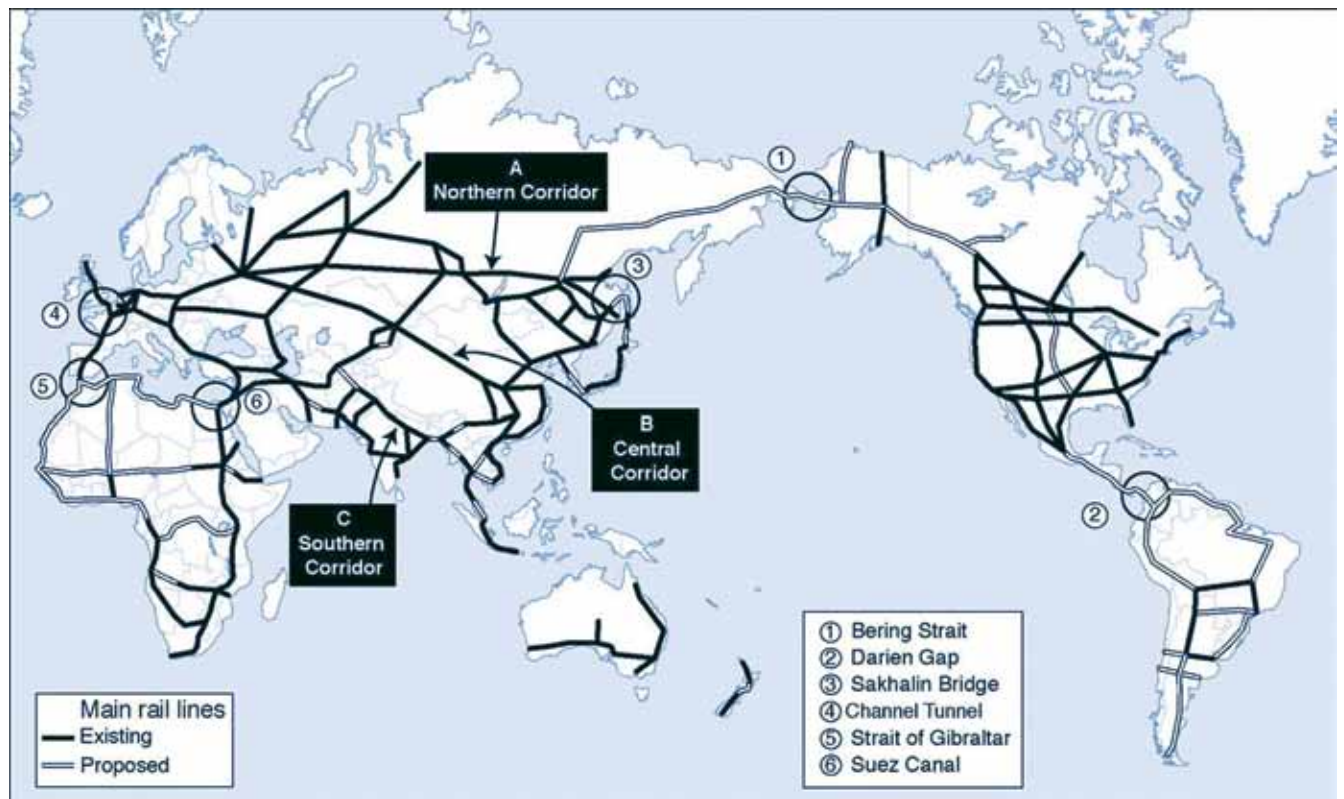 A
Northern Corridor
①
③
④
⑤
⑥
B
Central
Corridor
C
Southern
Corridor
②
① Bering Strait
② Darien Gap
③ Sakhalin Bridge
④ Channel Tunnel
⑤ Strait of Gibraltar
⑥ Suez Canal
Main rail lines
Existing
Proposed